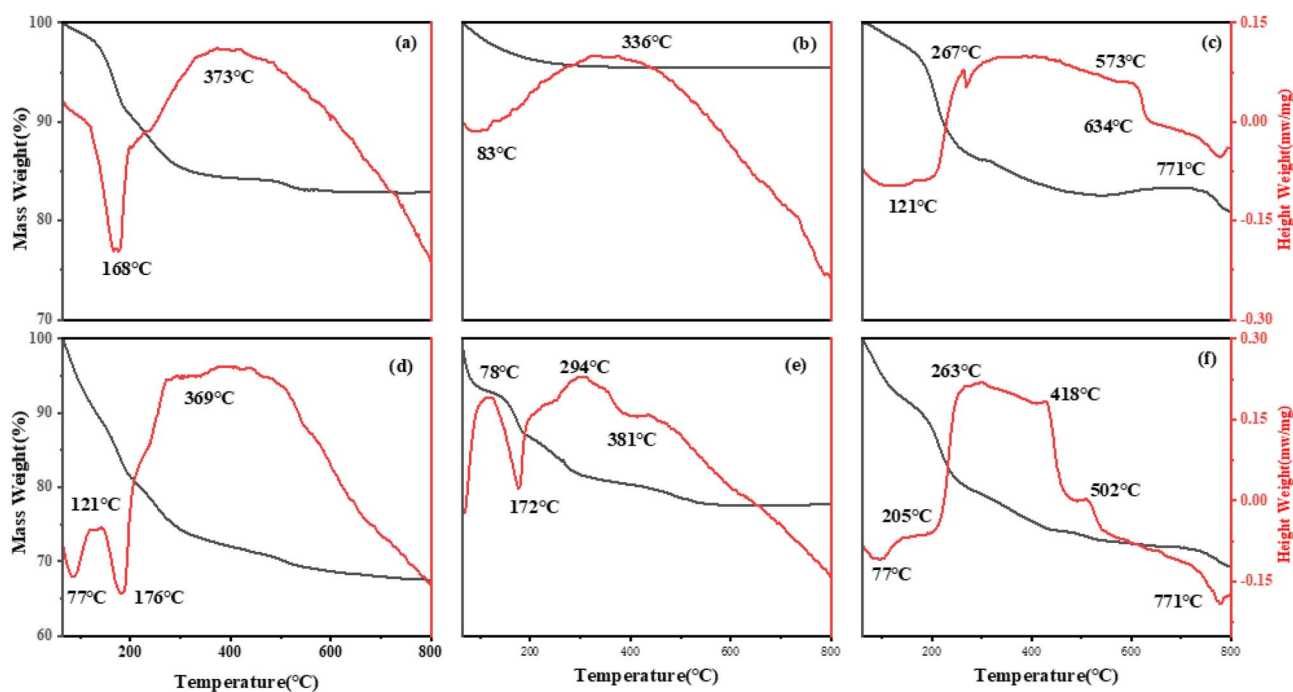 100
90
80
70
Mass Weight(%)
(a)
373°C
168°C
(b)
336°C
83°C
(c)
267°C
573°C
634°C
771°C
121°C
0.15
0.00
-0.15
-0.30
Height Weight(mw/mg)
100
90
80
70
60
Mass Weight(%)
(d)
369°C
121°C
77°C
176°C
200
400
600
800
Temperature(°C)
(e)
78°C
294°C
381°C
172°C
200
400
600
800
Temperature(°C)
(f)
263°C
418°C
205°C
502°C
77°C
771°C
200
400
600
800
Temperature(°C)
0.30
0.15
0.00
-0.15
Height Weight(mw/mg)